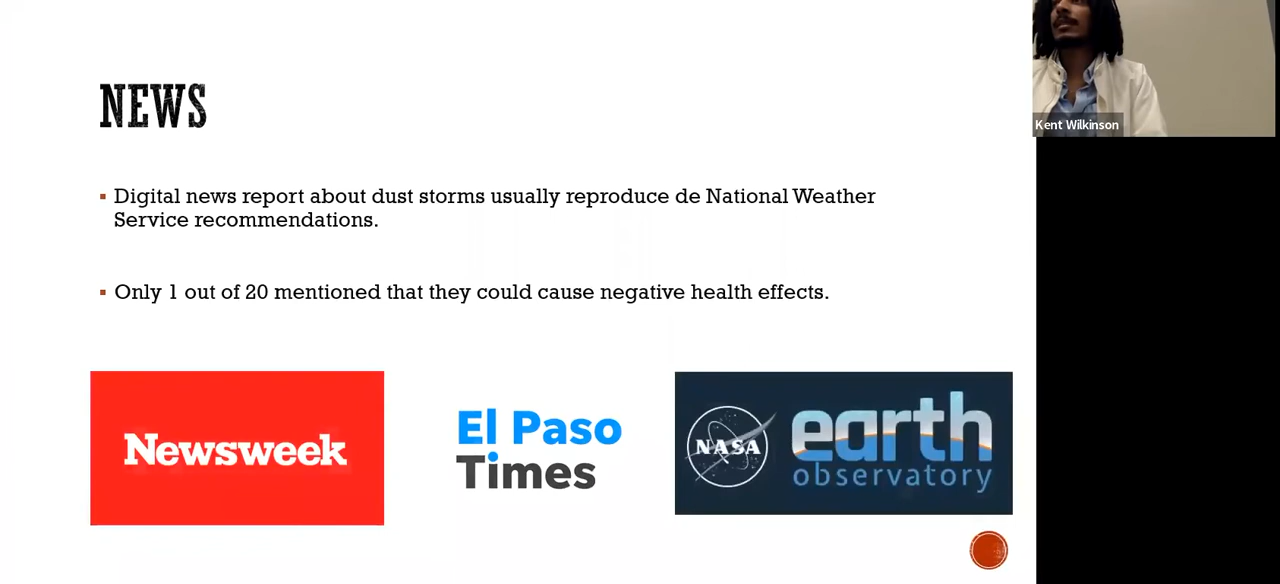 NEWS
Digital news report about dust storms usually reproduce de National Weather
Service recommendations.
Only 1 out of 20 mentioned that they could cause negative health effects.
Newsweek
El Paso
Times
NASA
earth
observatory
Kent Wilkinson